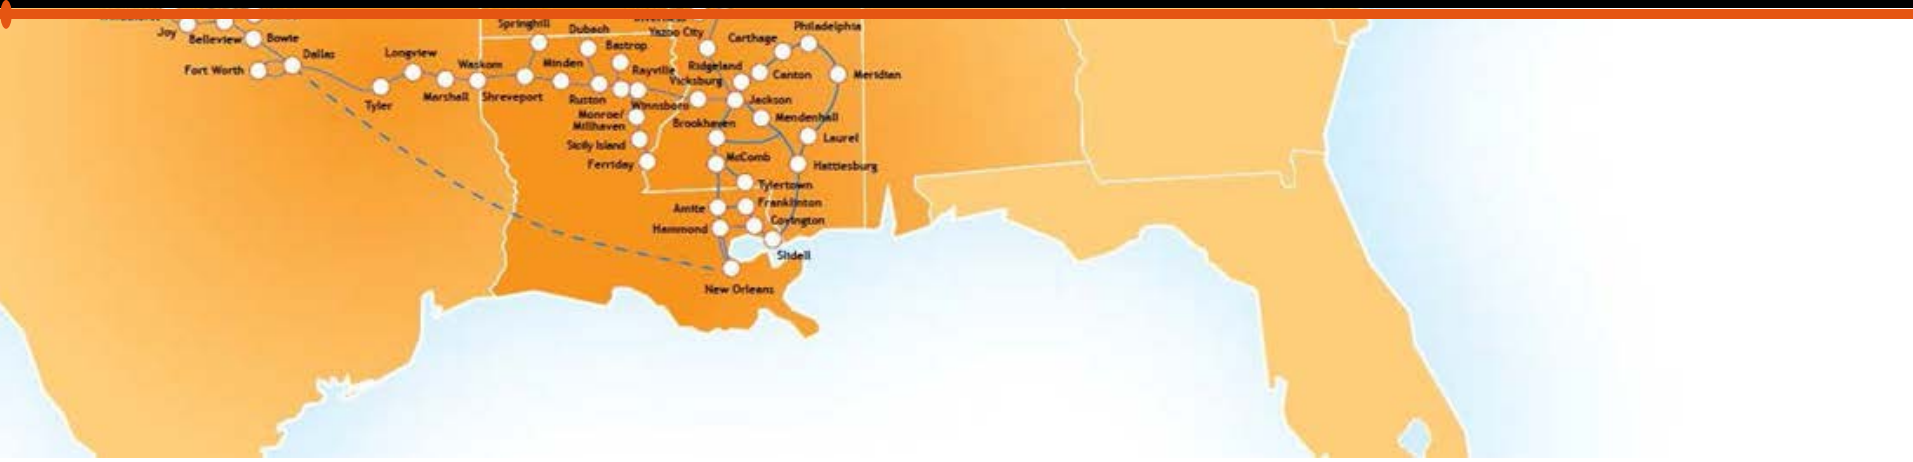 Springhill
Dubach
Yazoo City
Philadelphia
Joy
Belleview
Bowie
Carthage
Bastrop
Dallas
Longview
Waskom
Minden
Rayville
Ridgeland
Canton
Meridian
Fort Worth
Vicksburg
Marshall
Shreveport
Ruston
Winnsboro
Jackson
Tyler
Monroe/
Millhaven
Brookhaven
Mendenhall
Laurel
Sicily Island
Ferriday
McComb
Hattiesburg
Tylertown
Amite
Franklinton
Covington
Hammond
Slidell
New Orleans